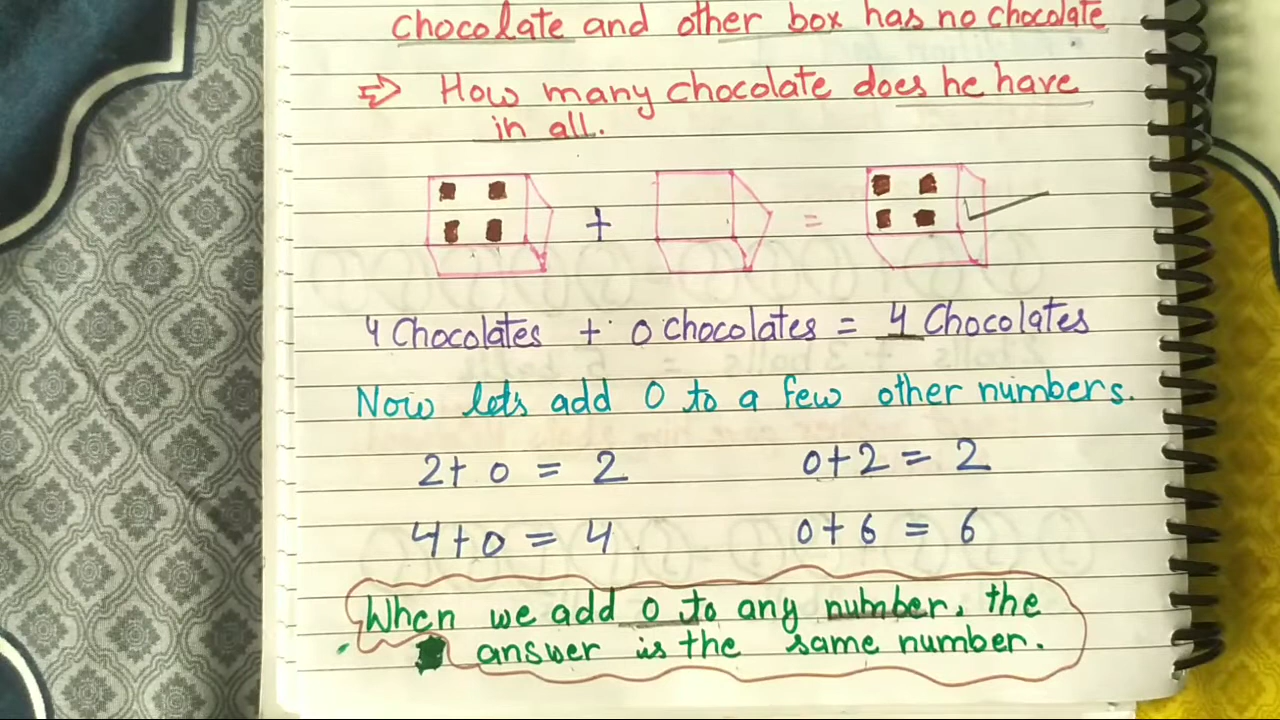 chocolate and other box has no chocolate
⇨ How many chocolate does he have
in all.
+ =
4 Chocolates + 0 chocolates = 4 Chocolates
Now lets add 0 to a few other numbers.
2+ 0 = 2 0+2 = 2
4+0 = 4 0+6 = 6
When we add 0 to any number, the
answer is the same number.